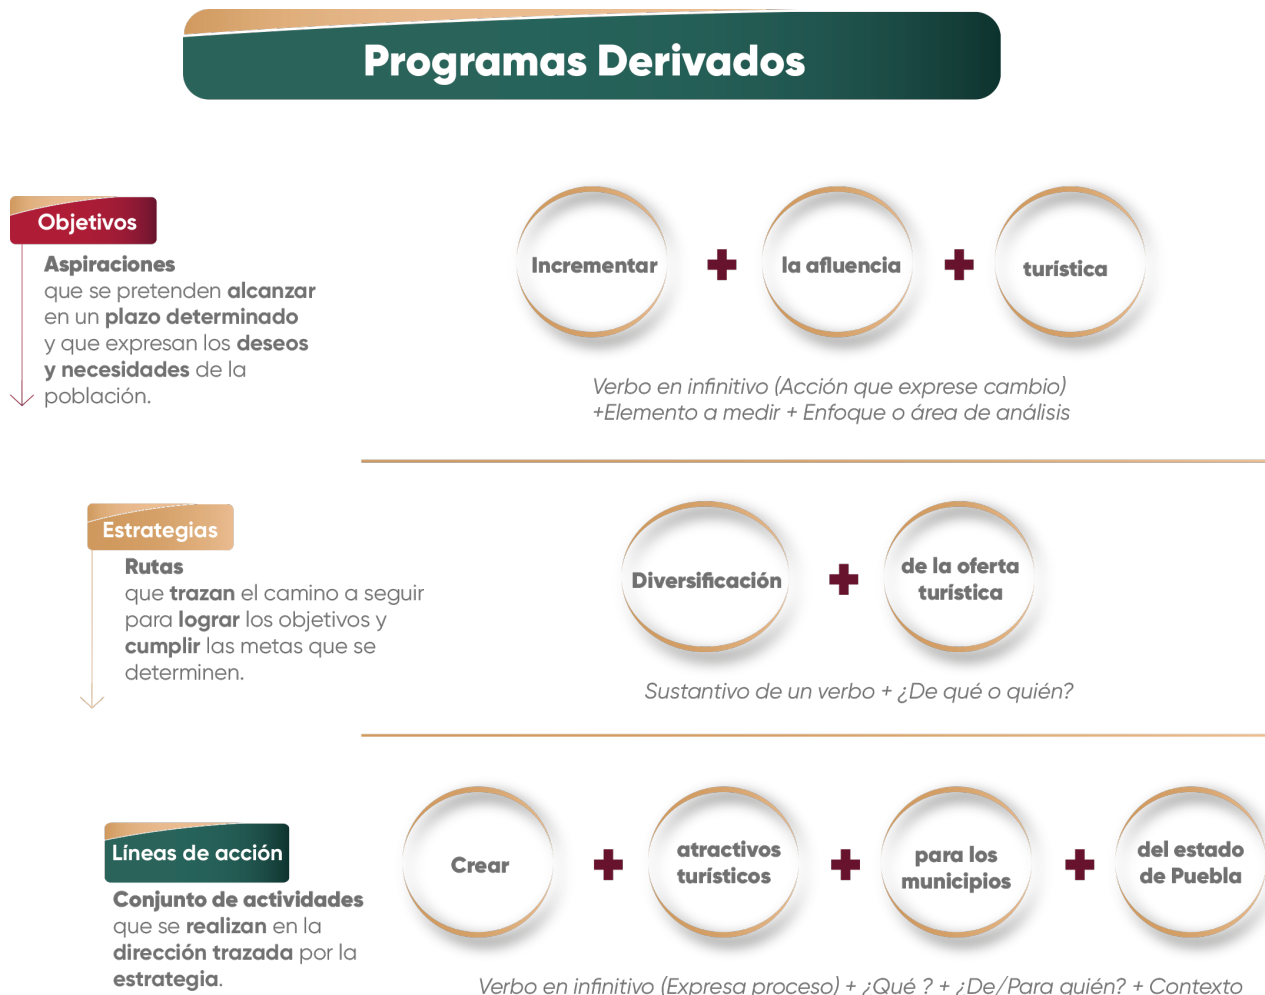 Programas Derivados
Objetivos
Aspiraciones
que se pretenden alcanzar
en un plazo determinado
y que expresan los deseos
y necesidades de la
población.
Incrementar + la afluencia + turística
Verbo en infinitivo (Acción que exprese cambio)
+Elemento a medir + Enfoque o área de análisis
Estrategias
Rutas
que trazan el camino a seguir
para lograr los objetivos y
cumplir las metas que se
determinen.
Diversificación + de la oferta
turística
Sustantivo de un verbo + ¿De qué o quién?
Líneas de acción
Conjunto de actividades
que se realizan en la
dirección trazada por la
estrategia.
Crear + atractivos
turísticos + para los
municipios + del estado
de Puebla
Verbo en infinitivo (Expresa proceso) + ¿Qué ? + ¿De/Para quién? + Contexto